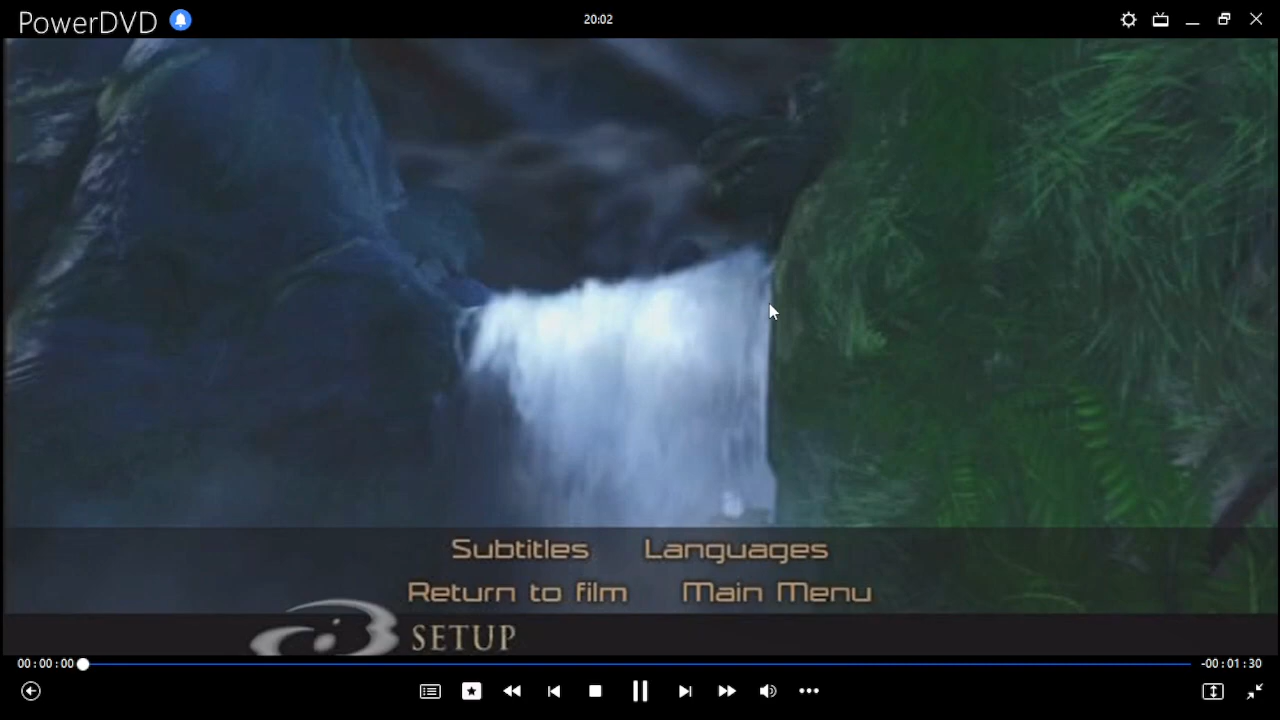 PowerDVD
20:02
Subtitles Languages
Return to film Main Menu
SETUP
00:00:00 -00:01:30